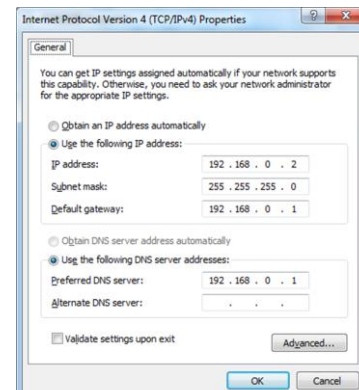 Internet Protocol Version 4 (TCP/IPv4) Properties
General
You can get IP settings assigned automatically if your network supports
this capability. Otherwise, you need to ask your network administrator
for the appropriate IP settings.
Obtain an IP address automatically
Use the following IP address:
IP address: 192 . 168 . 0 . 2
Subnet mask: 255 . 255 . 255 . 0
Default gateway: 192 . 168 . 0 . 1
Obtain DNS server address automatically
Use the following DNS server addresses:
Preferred DNS server: 192 . 168 . 0 . 1
Alternate DNS server: . . .
Validate settings upon exit
Advanced...
OK Cancel